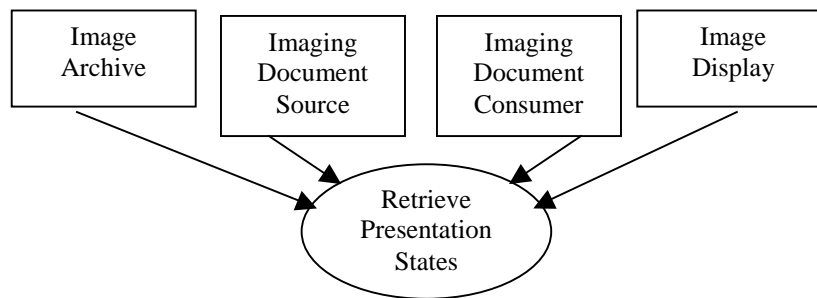 Image
Archive
Imaging
Document
Source
Imaging
Document
Consumer
Image
Display
Retrieve
Presentation
States